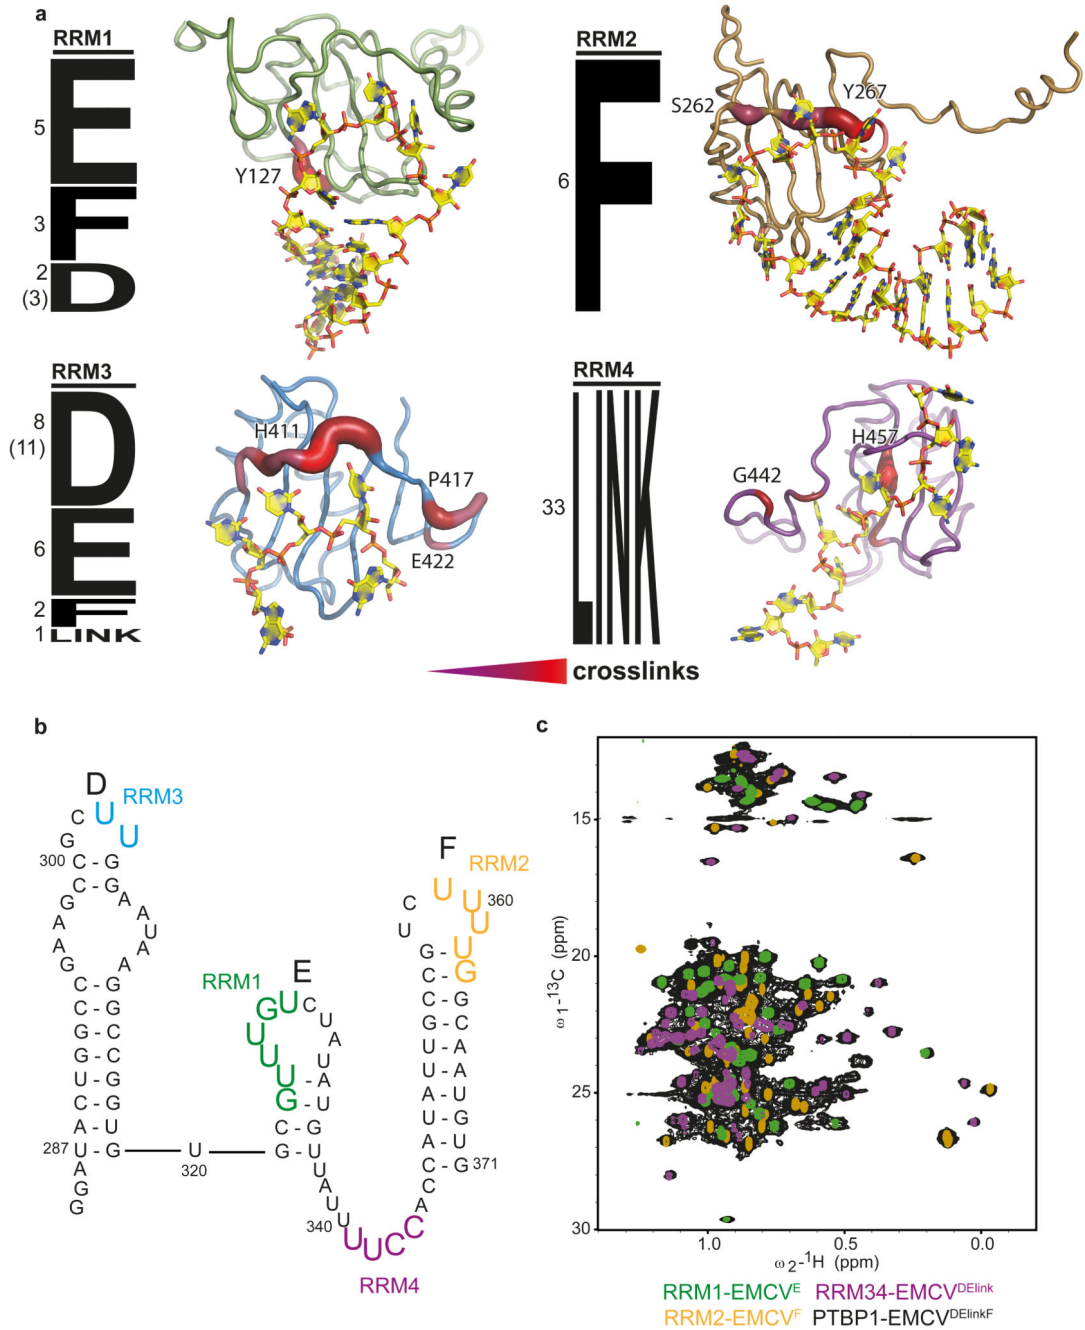 a
RRM1
E
5
F
3
D
2
(3)
Y127
RRM2
F
6
S262
Y267
RRM3
D
8
(11)
E
6
F
2
LINK
1
H411
P417
E422
RRM4
LINK
33
G442
H457
crosslinks
b
D
U
U
RRM3
C
G
300
C - G
C - G
G A
A A
A U
A A
G A
C - G
C - G
G - C
G - C
U - G
C - G
A - U
287 U - G
A
G
G
U
320
RRM1
E
G U C
U U
U A
U U
U - A
G - U
C - G
G - U
U
A
U
340 U
U U C C
RRM4
A
F
RRM2
C U U
360
U U
U
G - U
C - G
C - G
G - C
U - A
U - A
A - U
U - G
A - U
C - G
C - G 371
c
ω1-13C (ppm)
15
20
25
30
1.0
0.5
0.0
ω2-1H (ppm)
RRM1-EMCVE
RRM34-EMCVDElink
RRM2-EMCVF
PTBP1-EMCVDElinkF